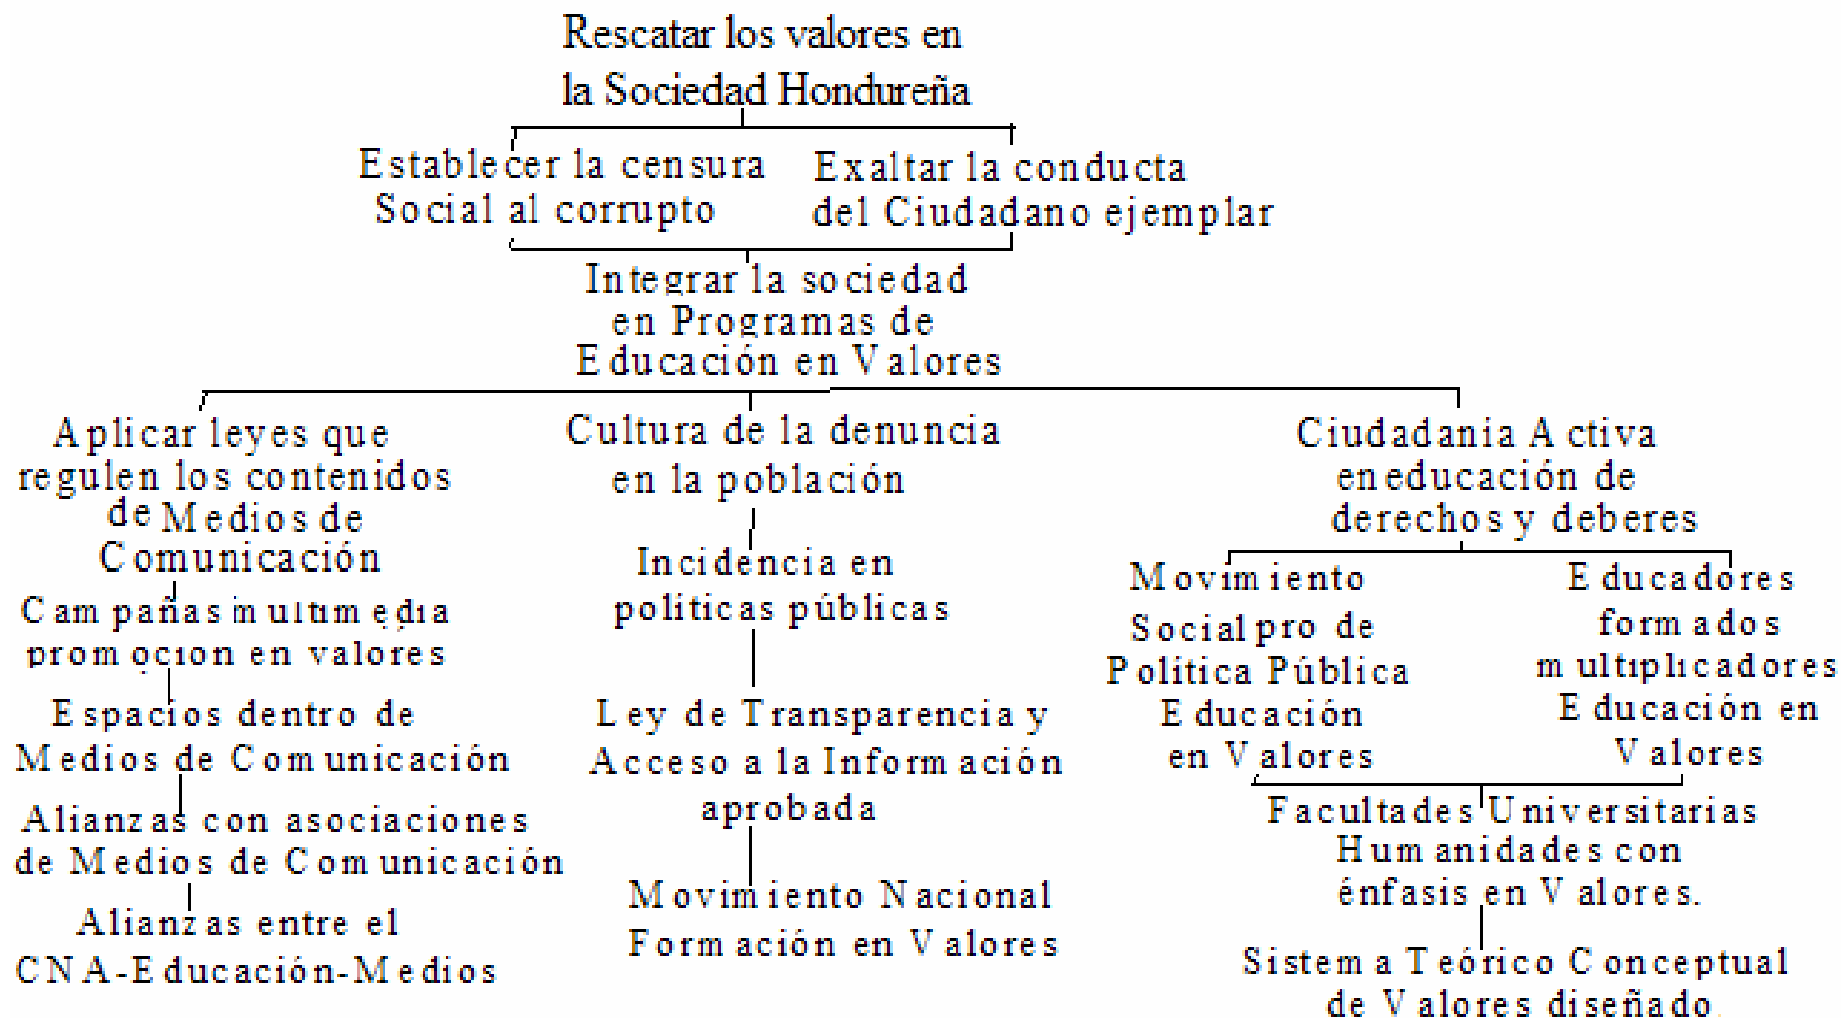 Rescatar los valores en
la Sociedad Hondureña
Establecer la censura
Social al corrupto
Exaltar la conducta
del Ciudadano ejemplar
Integrar la sociedad
en Programas de
Educación en Valores
Aplicar leyes que
regulen los contenidos
de Medios de
Comunicación
Campañas multimedia
promocion en valores
Espacios dentro de
Medios de Comunicación
Alianzas con asociaciones
de Medios de Comunicación
Alianzas entre el
CNA-Educación-Medios
Cultura de la denuncia
en la población
Incidencia en
políticas públicas
Ley de Transparencia y
Acceso a la Información
aprobada
Movimiento Nacional
Formación en Valores
Ciudadania Activa
en educación de
derechos y deberes
Movimiento
Social pro de
Política Pública
Educación
en Valores
Educadores
formados
multiplicadores
Educación en
Valores
Facultades Universitarias
Humanidades con
énfasis en Valores.
Sistema Teórico Conceptual
de Valores diseñado